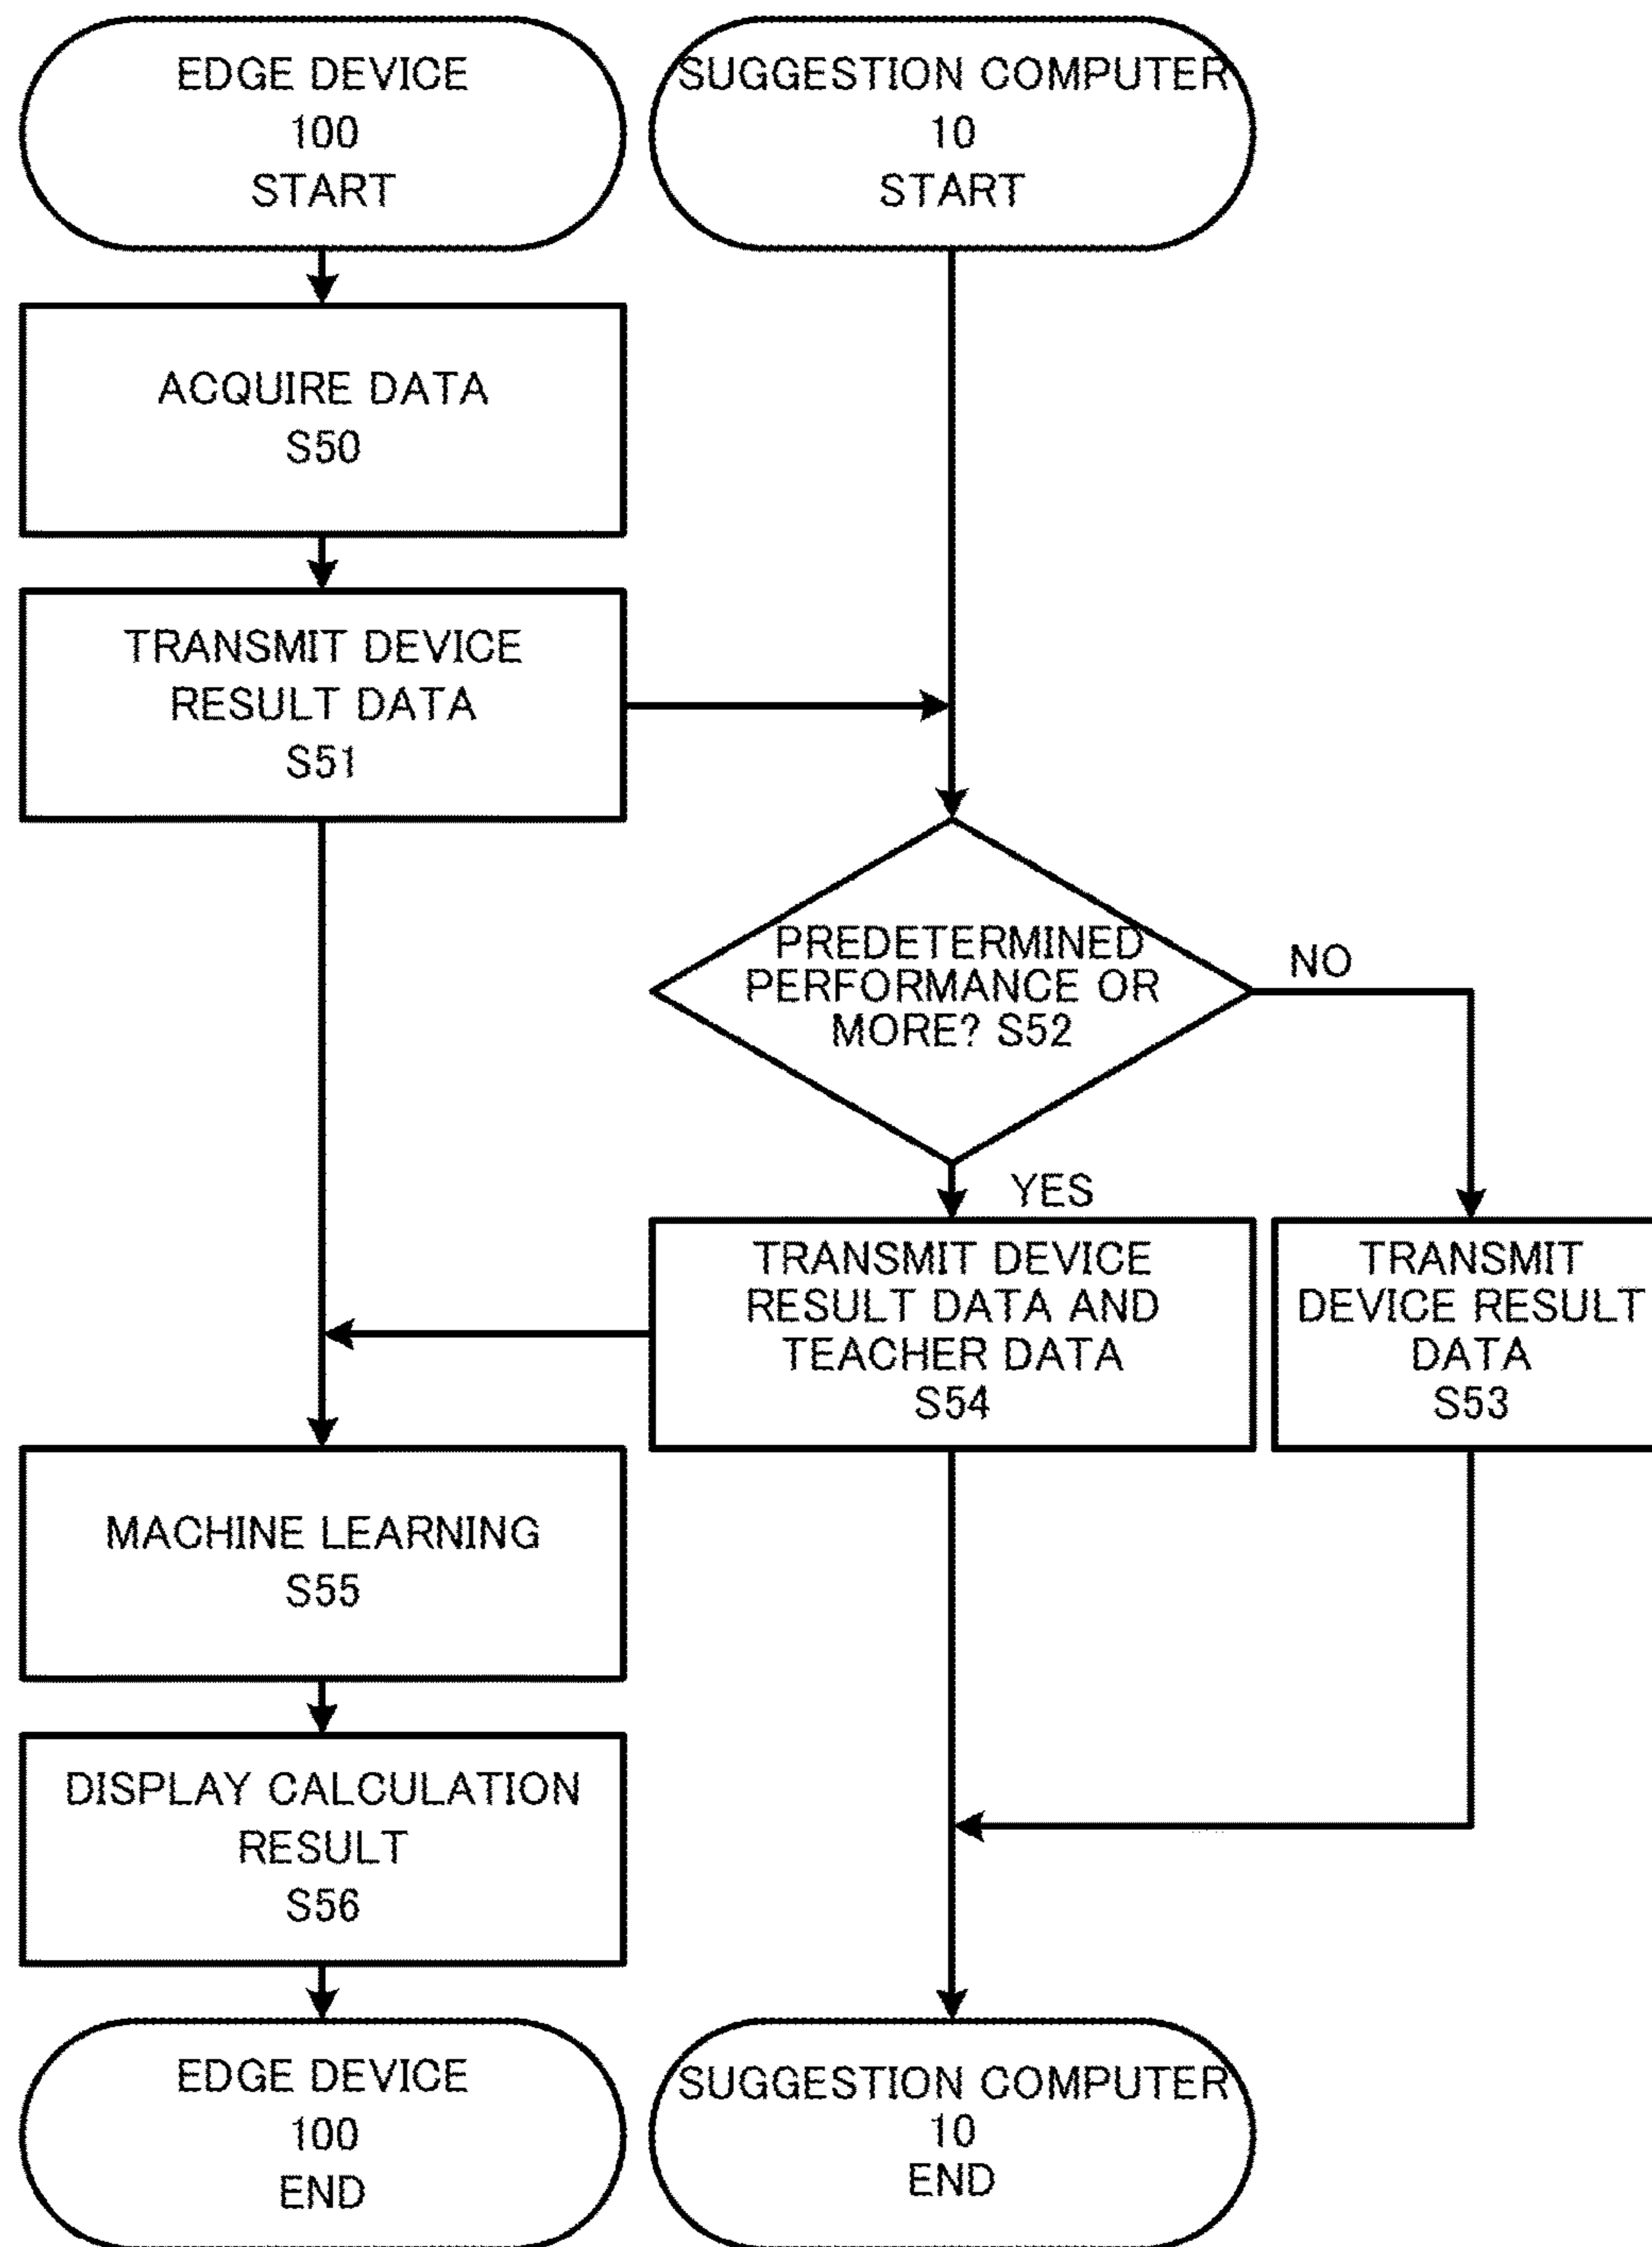 EDGE DEVICE
100
START
SUGGESTION COMPUTER
10
START
ACQUIRE DATA
S50
TRANSMIT DEVICE
RESULT DATA
S51
PREDETERMINED
PERFORMANCE OR
MORE? S52
NO
YES
TRANSMIT DEVICE
RESULT DATA AND
TEACHER DATA
S54
TRANSMIT
DEVICE RESULT
DATA
S53
MACHINE LEARNING
S55
DISPLAY CALCULATION
RESULT
S56
EDGE DEVICE
100
END
SUGGESTION COMPUTER
10
END